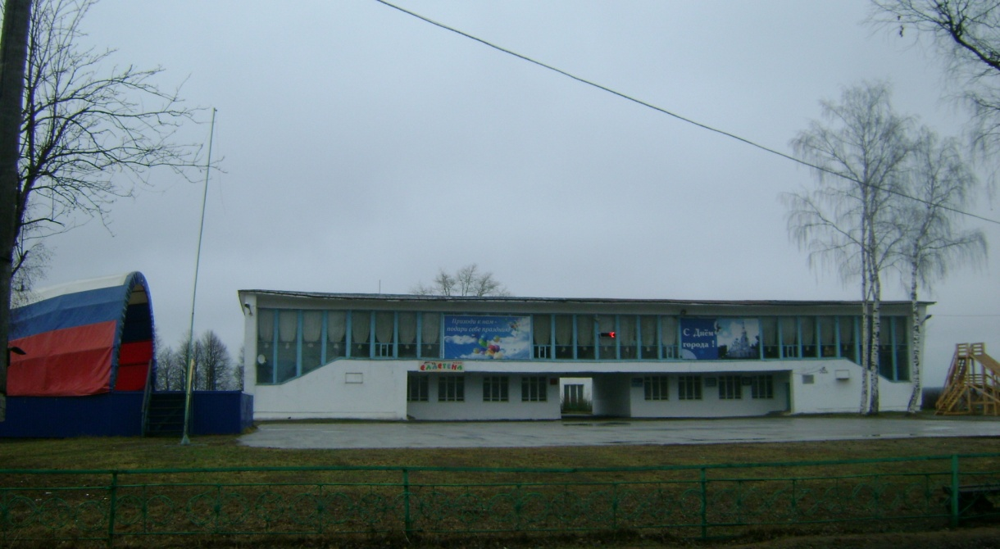 Приходи к нам -
подари себе праздник!
С Днём
города !
СЛАСТЕНА